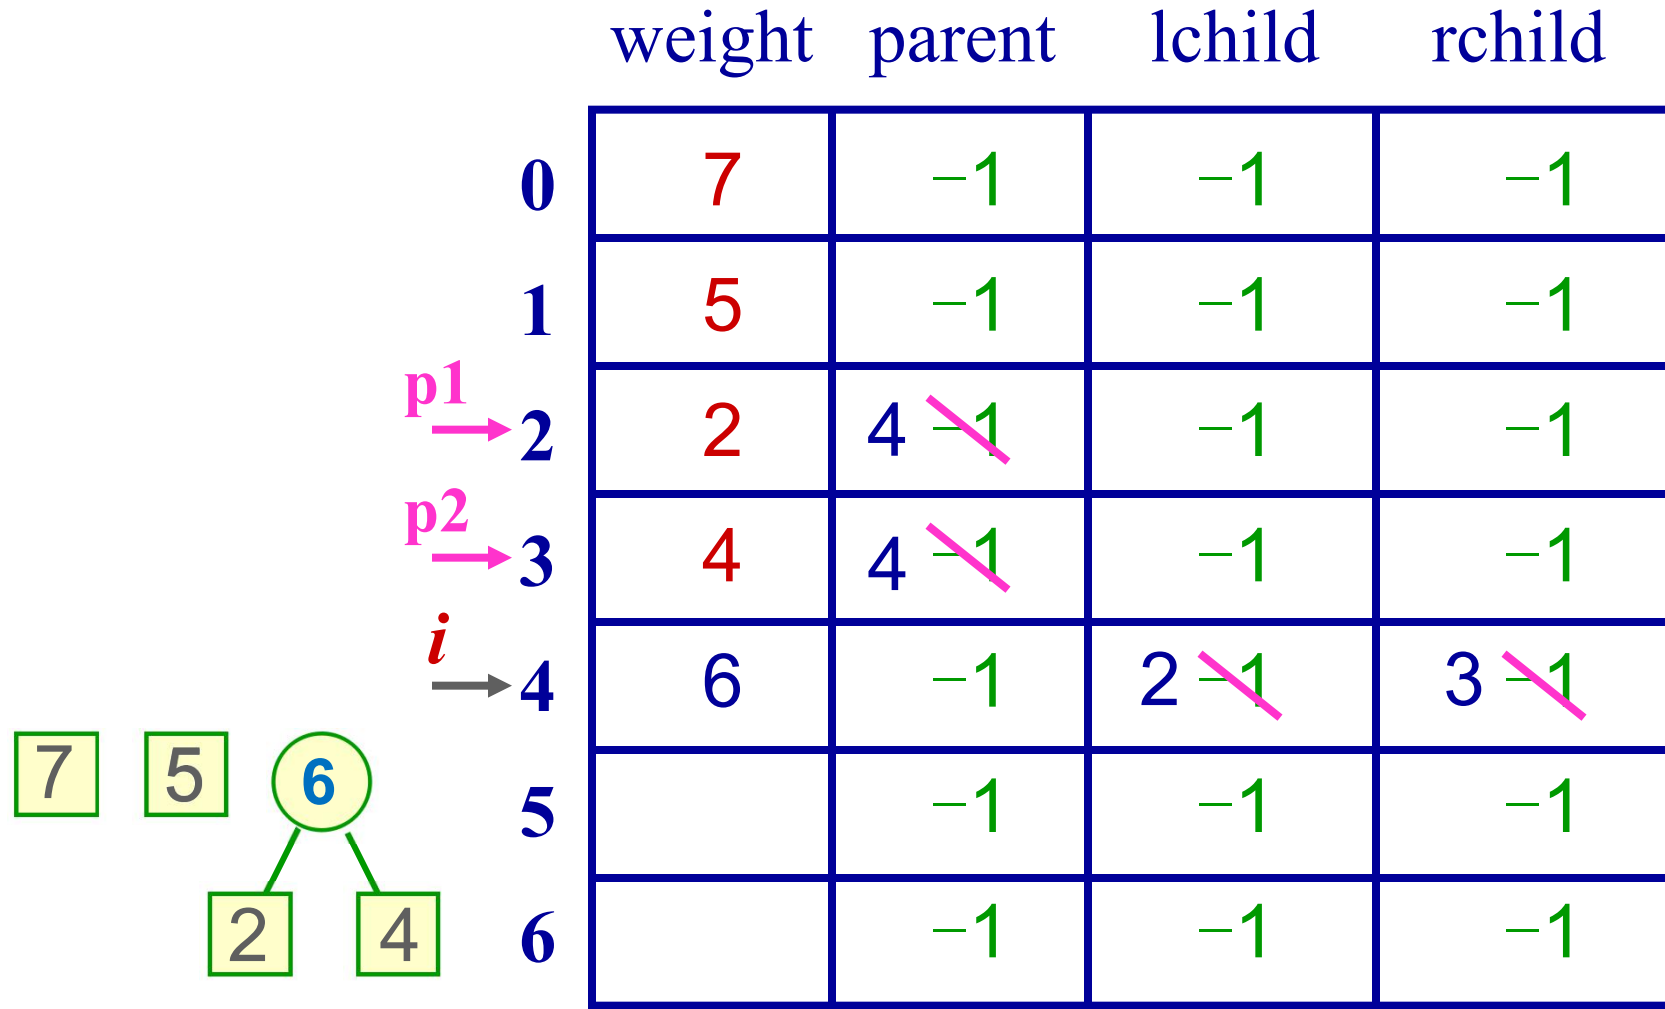 weight parent lchild rchild
0 7 –1 –1 –1
1 5 –1 –1 –1
p1
2 2 4 –1 –1 –1
p2
3 4 4 –1 –1 –1
i
4 6 –1 2 –1 3 –1
7 5 6
5 –1 –1 –1
2 4
6 –1 –1 –1